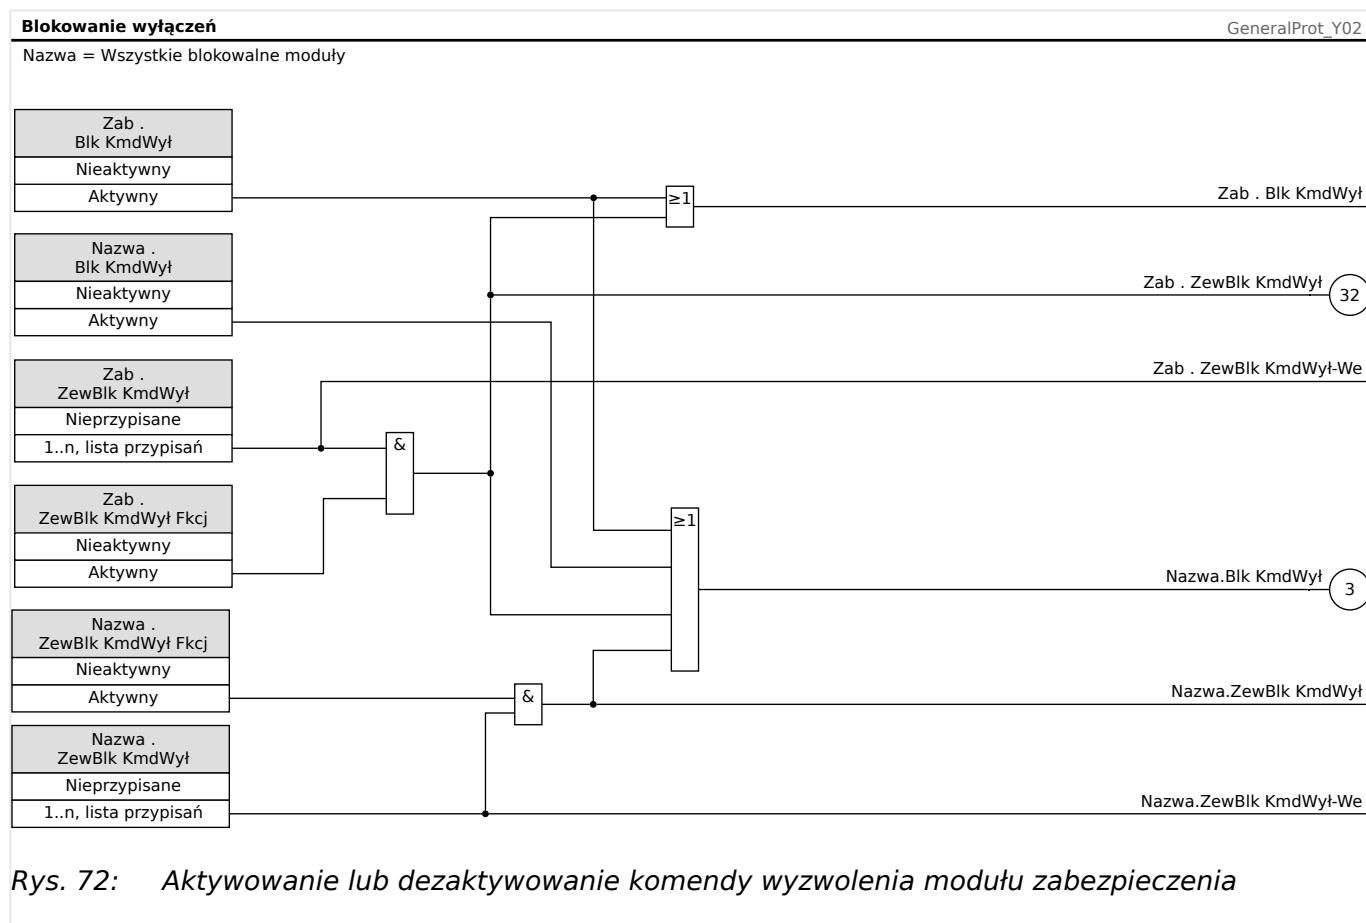 Blokowanie wyłączeń
GeneralProt_Y02
Nazwa = Wszystkie blokowalne moduły
Zab .
Blk KmdWył
Nieaktywny
Aktywny
≥1
Zab . Blk KmdWył
Nazwa .
Blk KmdWył
Nieaktywny
Aktywny
Zab . ZewBlk KmdWył
32
Zab .
ZewBlk KmdWył
Nieprzypisane
1..n, lista przypisań
&
Zab . ZewBlk KmdWył-We
Zab .
ZewBlk KmdWył Fkcj
Nieaktywny
Aktywny
≥1
Nazwa.Blk KmdWył
3
Nazwa .
ZewBlk KmdWył Fkcj
Nieaktywny
Aktywny
&
Nazwa.ZewBlk KmdWył
Nazwa .
ZewBlk KmdWył
Nieprzypisane
1..n, lista przypisań
Nazwa.ZewBlk KmdWył-We
Rys. 72: Aktywowanie lub dezaktywowanie komendy wyzwolenia modułu zabezpieczenia